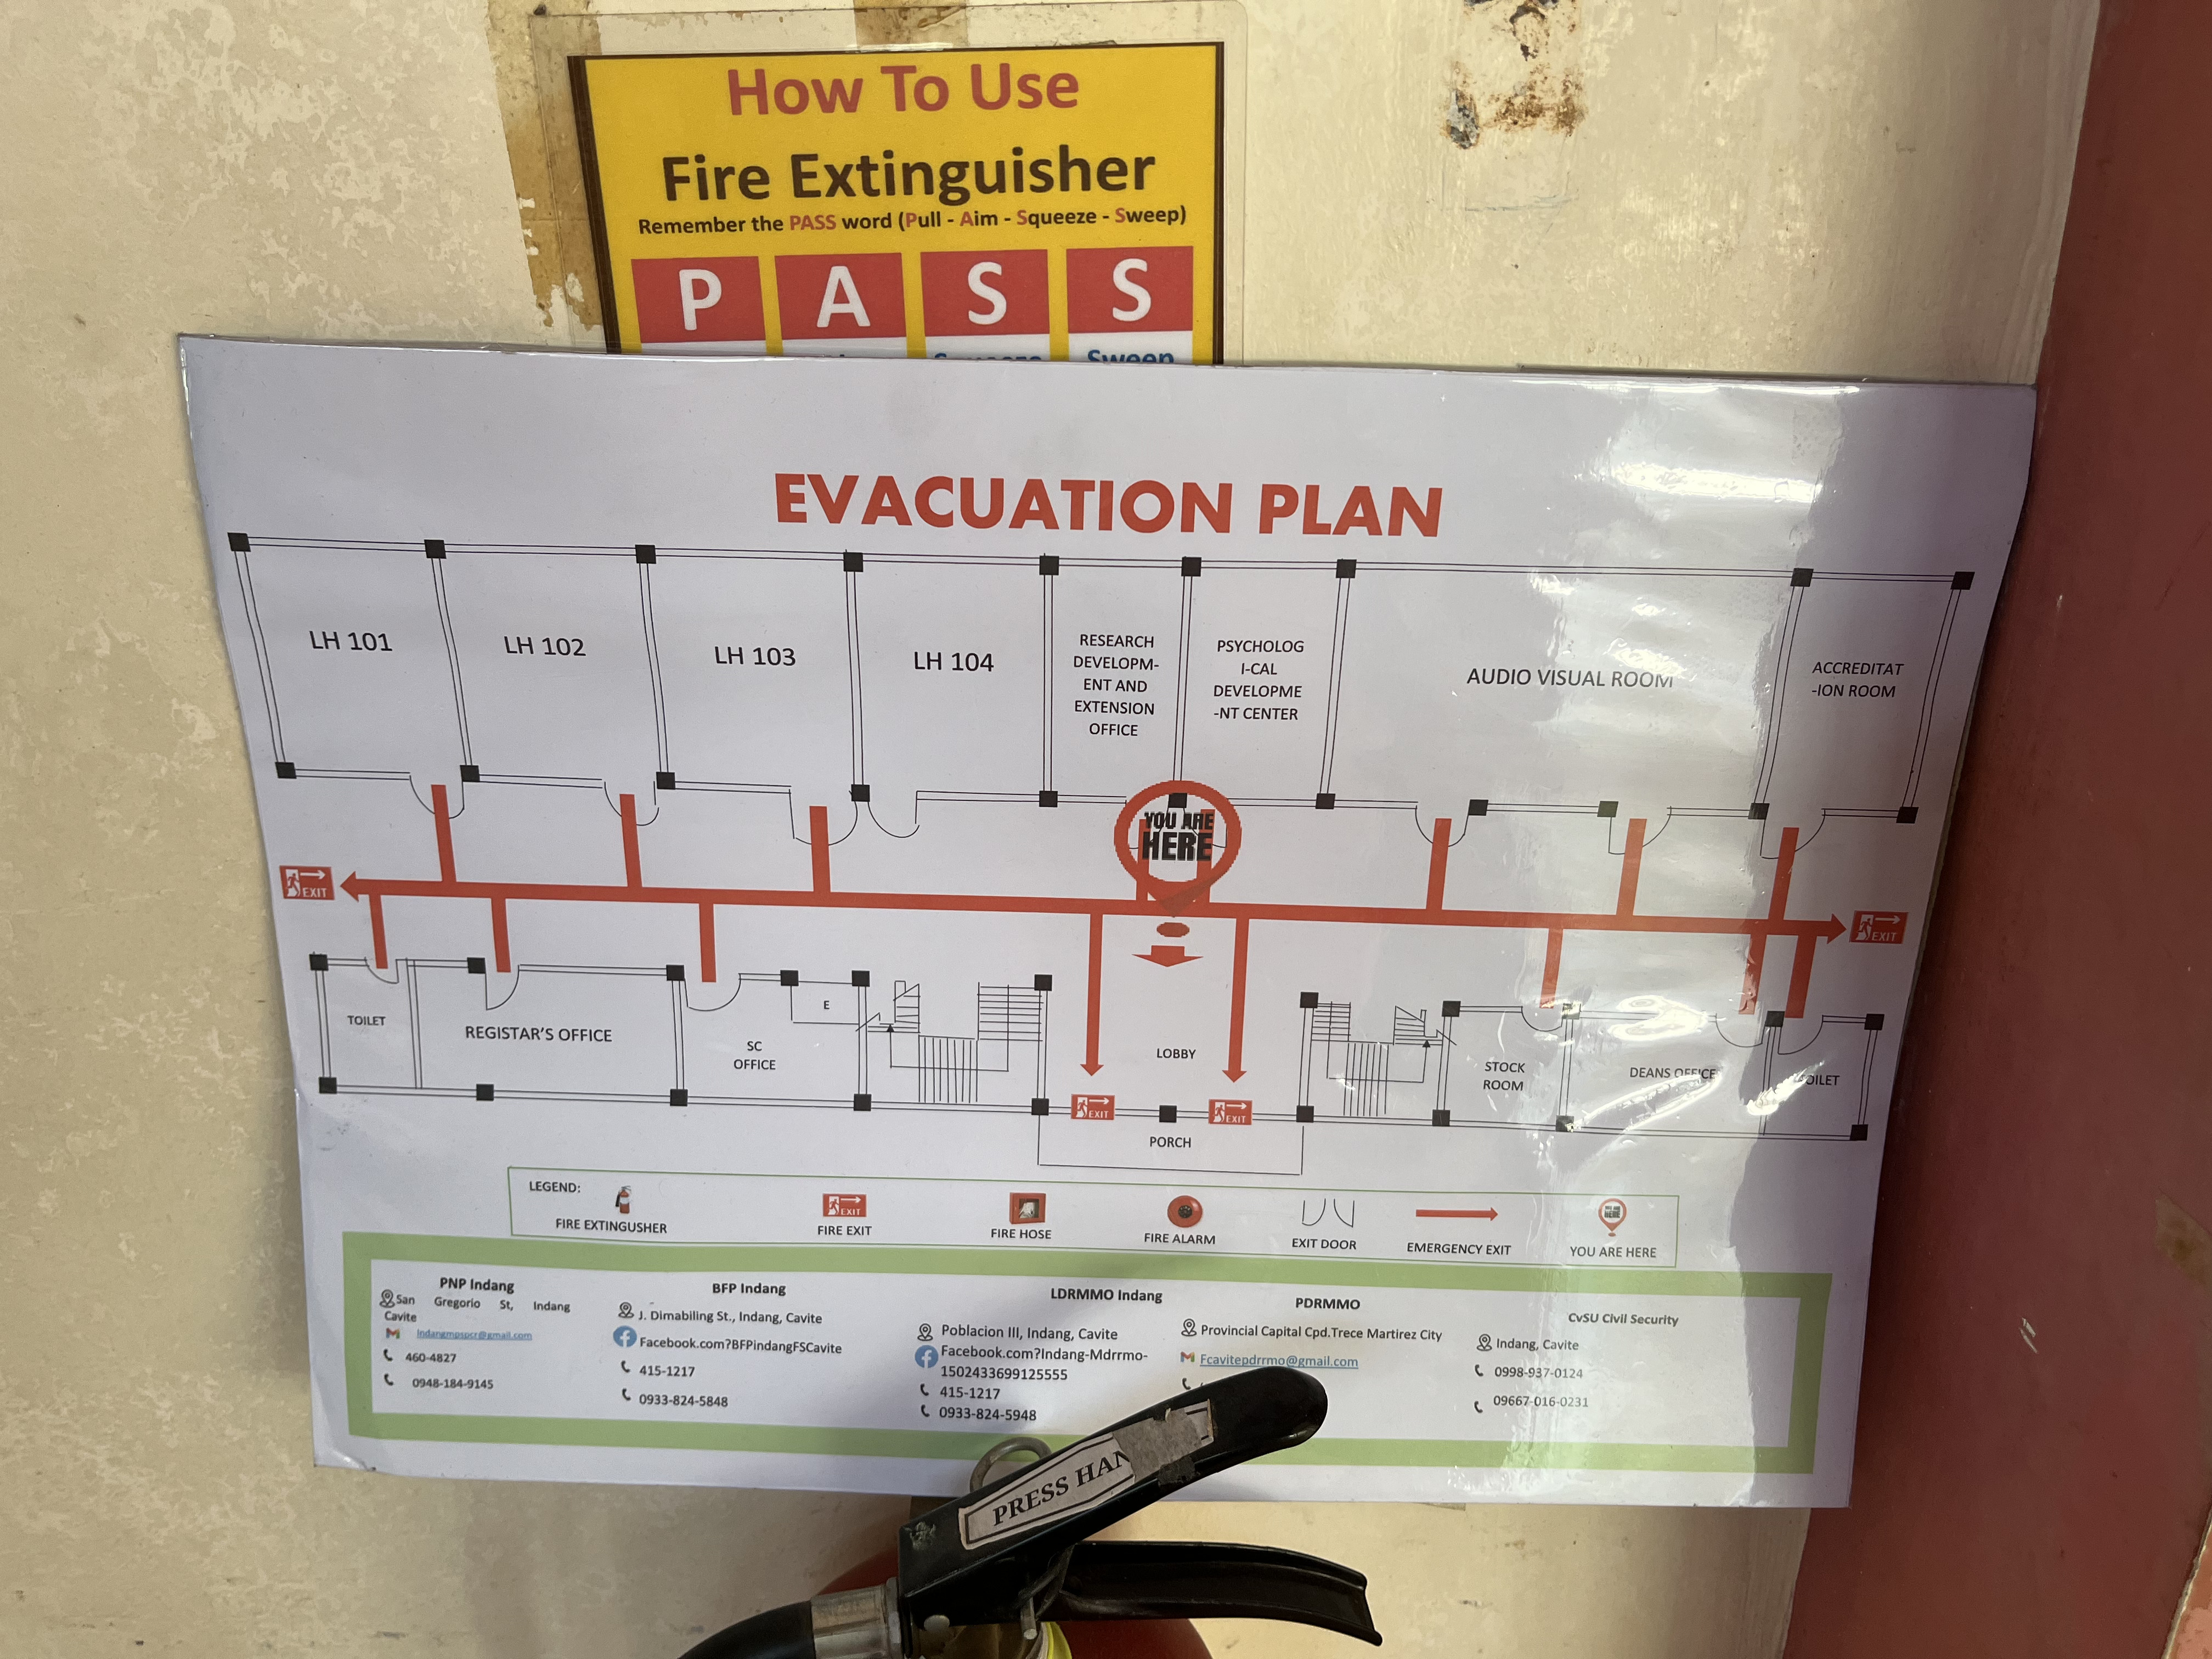 How To Use
Fire Extinguisher
Remember the PASS word (Pull - Aim - Squeeze - Sweep)
P A S S
Sweep
EVACUATION PLAN
LH 101
LH 102
LH 103
LH 104
RESEARCH
DEVELOPM-
ENT AND
EXTENSION
OFFICE
PSYCHOLOG
I-CAL
DEVELOPME
-NT CENTER
AUDIO VISUAL ROOM
ACCREDITAT
-ION ROOM
YOU ARE
HERE
EXIT
EXIT
TOILET
REGISTAR'S OFFICE
SC
OFFICE
E
LOBBY
STOCK
ROOM
DEANS OFFICE
EXIT
EXIT
PORCH
LEGEND:
FIRE EXTINGUSHER
EXIT
FIRE EXIT
FIRE HOSE
FIRE ALARM
EXIT DOOR
EMERGENCY EXIT
YOU ARE HERE
PNP Indang
San Gregorio St, Indang
Cavite
Indangmpspcr@gmail.com
460-4827
0948-184-9145
BFP Indang
J. Dimabiling St., Indang, Cavite
Facebook.com?BFPindangFSCavite
415-1217
0933-824-5848
LDRMMO Indang
Poblacion III, Indang, Cavite
Facebook.com?Indang-Mdrrmo-
1502433699125555
415-1217
0933-824-5948
PDRMMO
Provincial Capital Cpd.Trece Martirez City
Fcavitepdrrmo@gmail.com
CvSU Civil Security
Indang, Cavite
0998-937-0124
09667-016-0231
PRESS